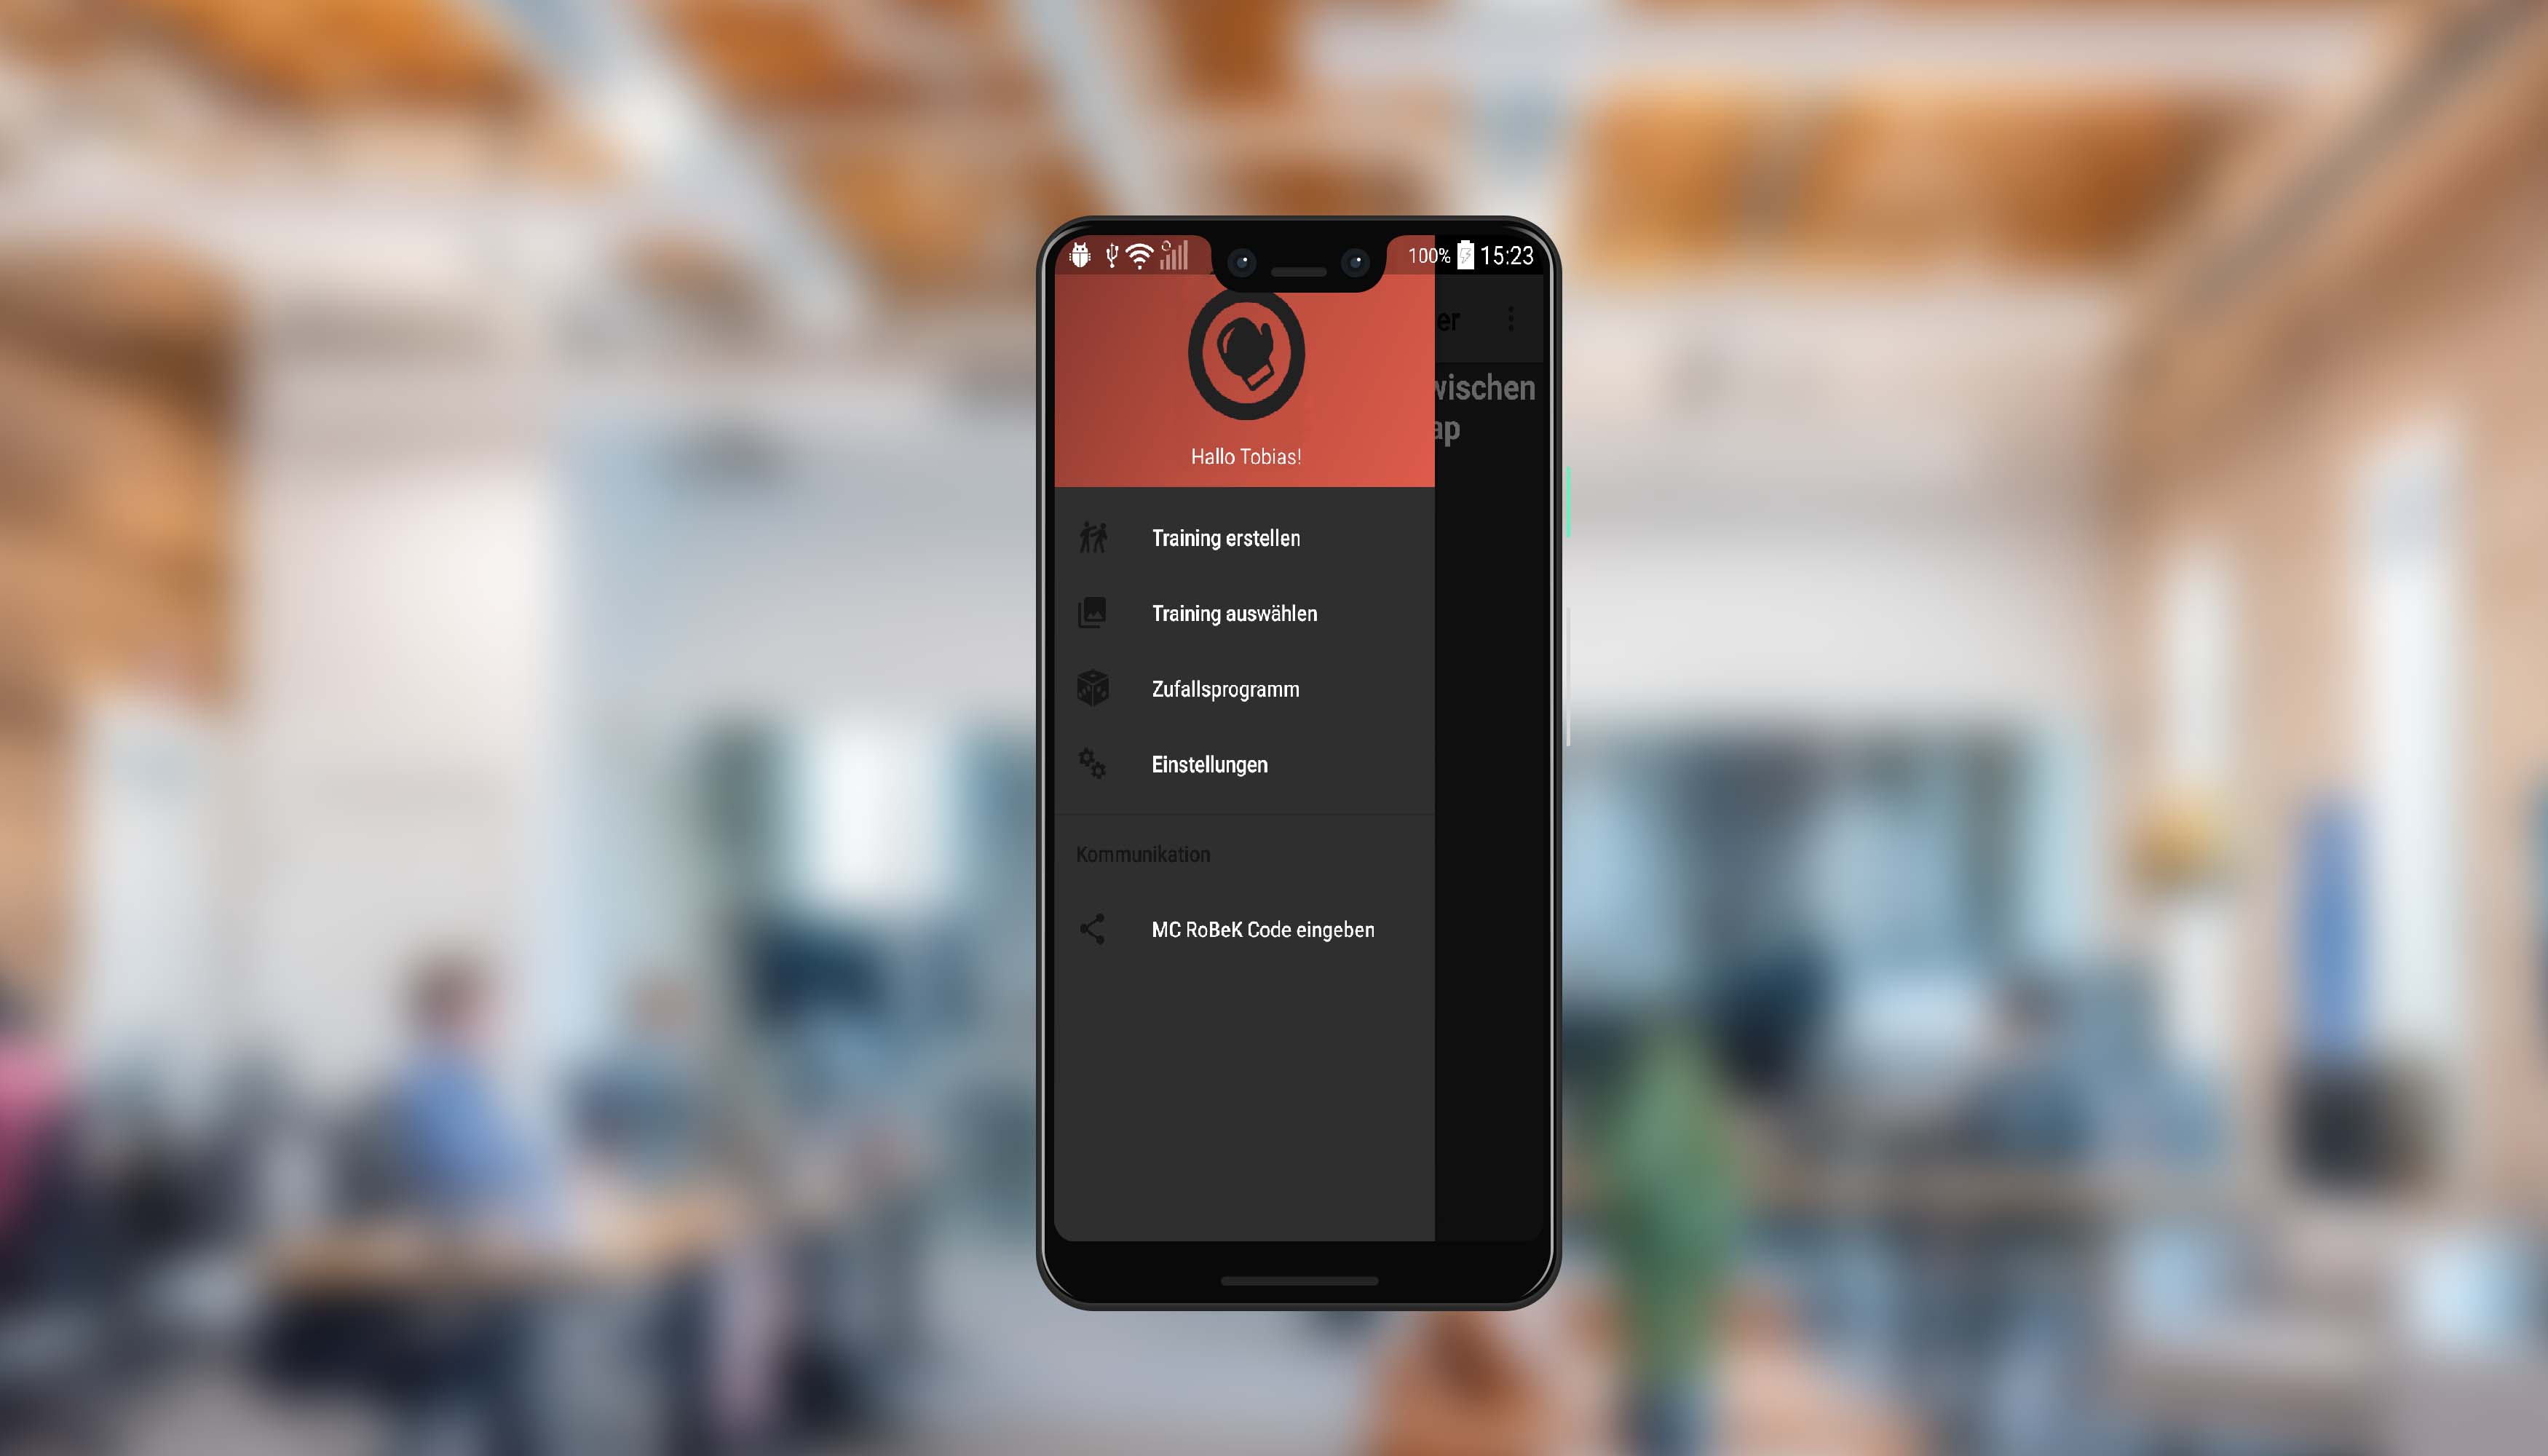 100% 15:23
er
wischen
ap
Hallo Tobias!
Training erstellen
Training auswählen
Zufallsprogramm
Einstellungen
Kommunikation
MC RoBeK Code eingeben